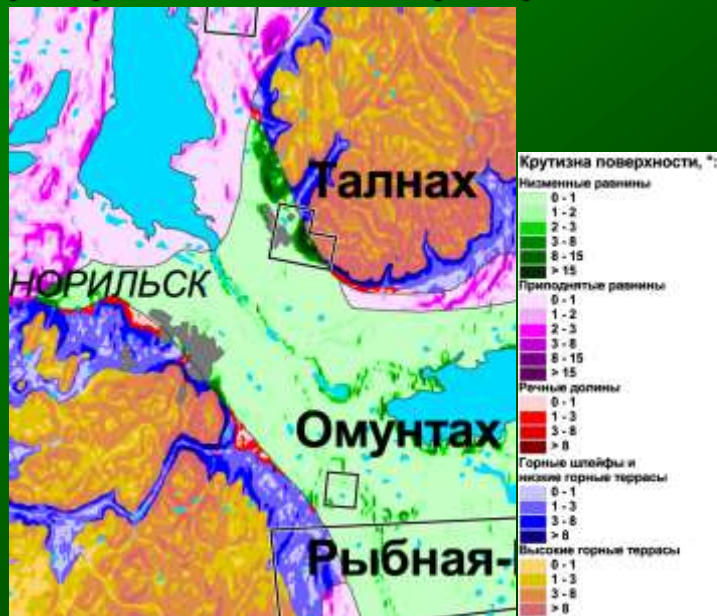 Талнах
НОРИЛЬСК
Омунтах
Рыбная-
Крутизна поверхности, °:
Низменные равнины
0 - 1
1 - 2
2 - 3
3 - 8
8 - 15
> 15
Приподнятые равнины
0 - 1
1 - 2
2 - 3
3 - 8
8 - 15
> 15
Речные долины
0 - 1
1 - 3
3 - 8
> 8
Горные шлейфы и
низкие горные террасы
0 - 1
1 - 3
3 - 8
> 8
Высокие горные террасы
0 - 1
1 - 3
3 - 8
> 8